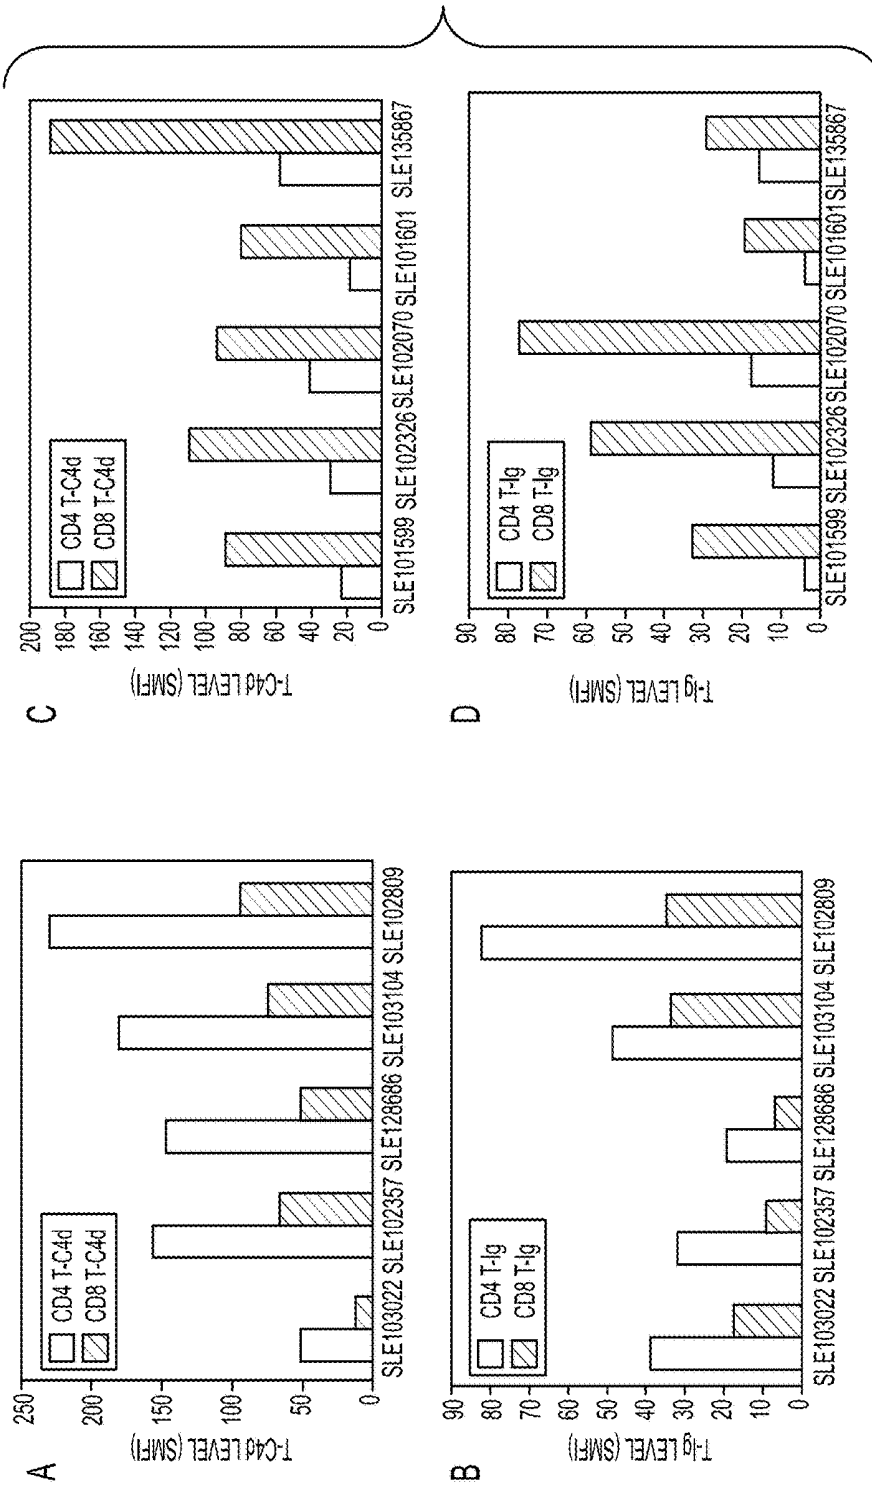 A
T-C4d LEVEL (SMFI)
250
200
150
100
50
0
CD4 T-C4d
CD8 T-C4d
SLE103022 SLE102357 SLE128686 SLE103104 SLE102809
B
T-Ig LEVEL (SMFI)
90
80
70
60
50
40
30
20
10
0
CD4 T-Ig
CD8 T-Ig
SLE103022 SLE102357 SLE128686 SLE103104 SLE102809
C
T-C4d LEVEL (SMFI)
200
180
160
140
120
100
80
60
40
20
0
CD4 T-C4d
CD8 T-C4d
SLE101599 SLE102326 SLE102070 SLE101601 SLE135867
D
T-Ig LEVEL (SMFI)
90
80
70
60
50
40
30
20
10
0
CD4 T-Ig
CD8 T-Ig
SLE101599 SLE102326 SLE102070 SLE101601 SLE135867